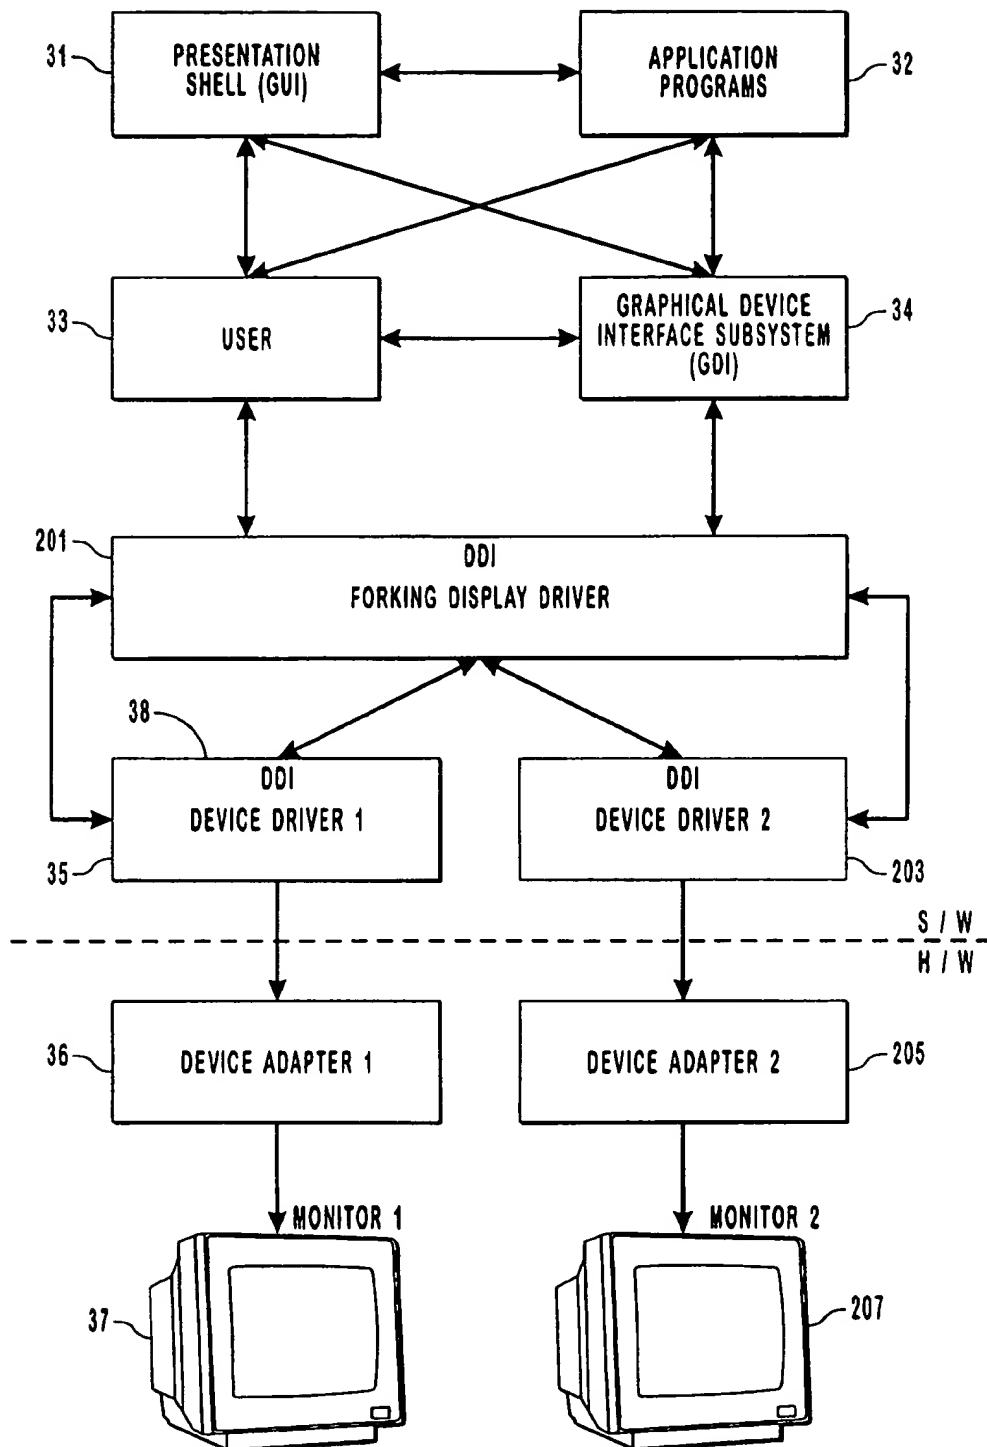 31
PRESENTATION
SHELL (GUI)
APPLICATION
PROGRAMS
32
33
USER
GRAPHICAL DEVICE
INTERFACE SUBSYSTEM
(GDI)
34
201
DDI
FORKING DISPLAY DRIVER
38
DDI
DEVICE DRIVER 1
35
DDI
DEVICE DRIVER 2
203
S / W
H / W
36
DEVICE ADAPTER 1
DEVICE ADAPTER 2
205
MONITOR 1
MONITOR 2
37
207